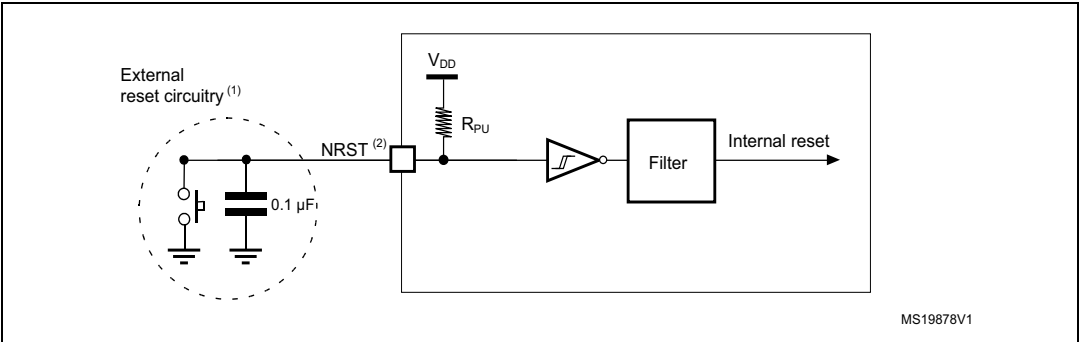 External
reset circuitry (1)
VDD
RPU
NRST (2)
0.1 µF
Filter
Internal reset
MS19878V1